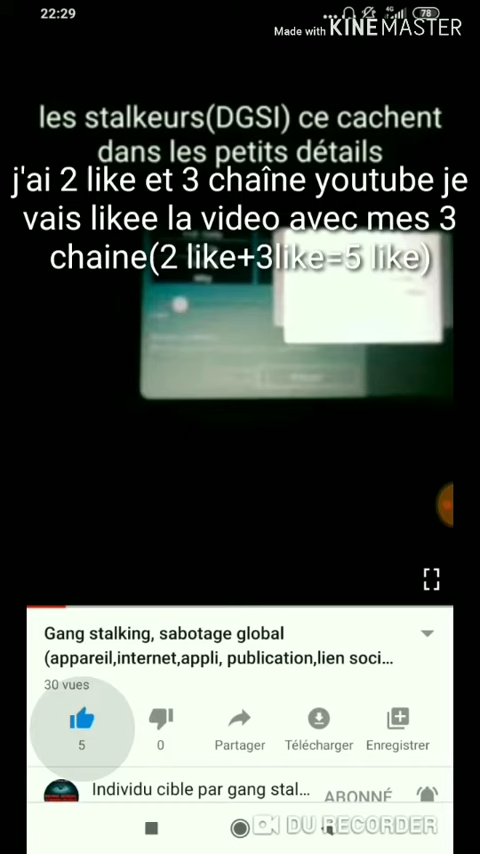 22:29
4G
78
Made with KINEMASTER
les stalkeurs(DGSI) ce cachent
dans les petits détails
j'ai 2 like et 3 chaîne youtube je
vais likee la video avec mes 3
chaine(2 like+3like=5 like)
Gang stalking, sabotage global
(appareil,internet,appli, publication,lien soci...
30 vues
5
0
Partager
Télécharger
Enregistrer
Individu cible par gang stal...
ABONNÉ
DU RECORDER